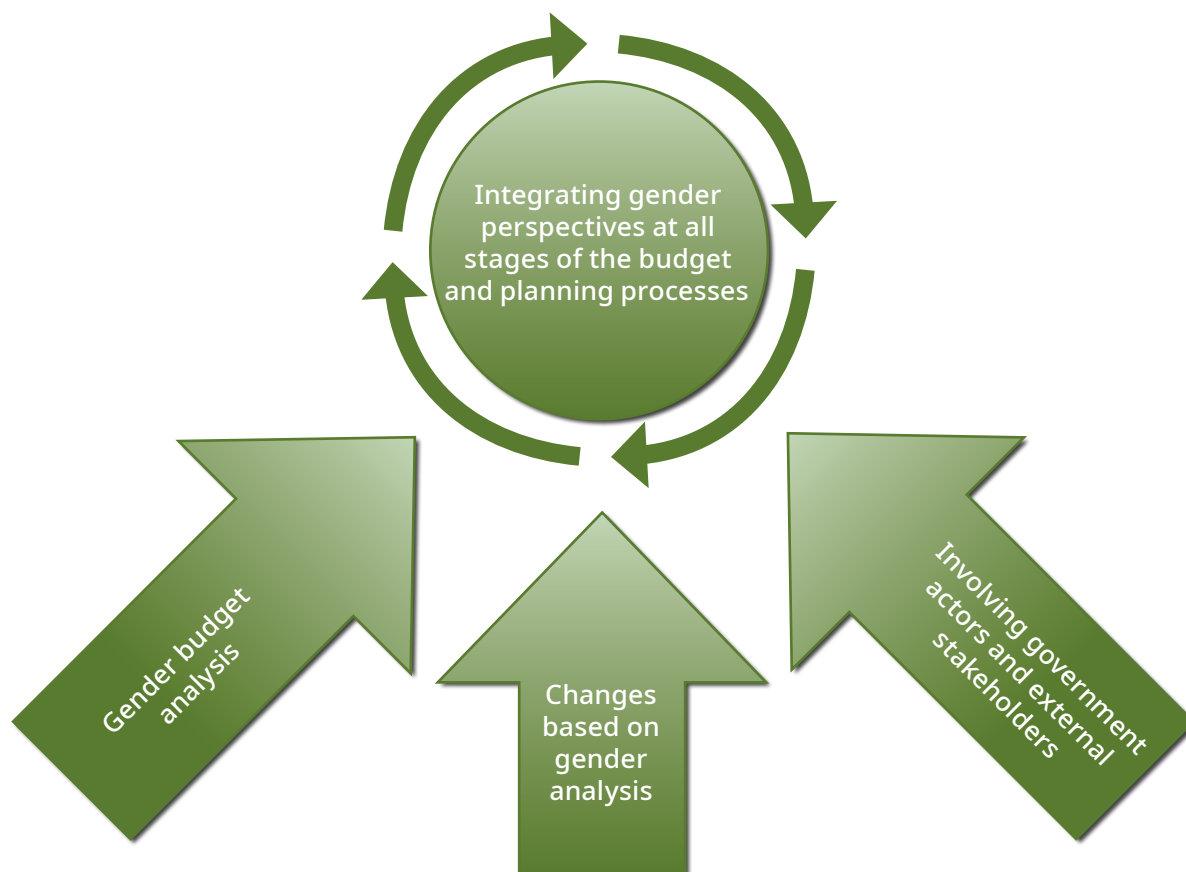 Integrating gender
perspectives at all
stages of the budget
and planning processes
Gender budget
analysis
Changes
based on
gender
analysis
Involving government
actors and external
stakeholders